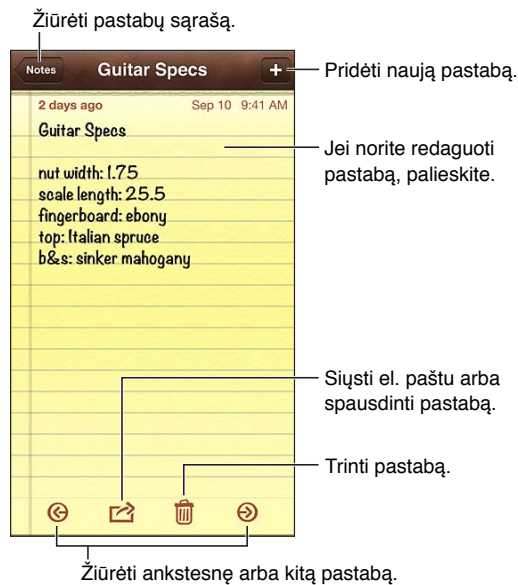 Žiūrėti pastabų sąrašą.
Notes
Guitar Specs
+
Pridėti naują pastabą.
2 days ago
Sep 10 9:41 AM
Guitar Specs
Jei norite redaguoti
pastabą, palieskite.
nut width: 1.75
scale length: 25.5
fingerboard: ebony
top: Italian spruce
b&s: sinker mahogany
Siųsti el. paštu arba
spausdinti pastabą.
Trinti pastabą.
Žiūrėti ankstesnę arba kitą pastabą.